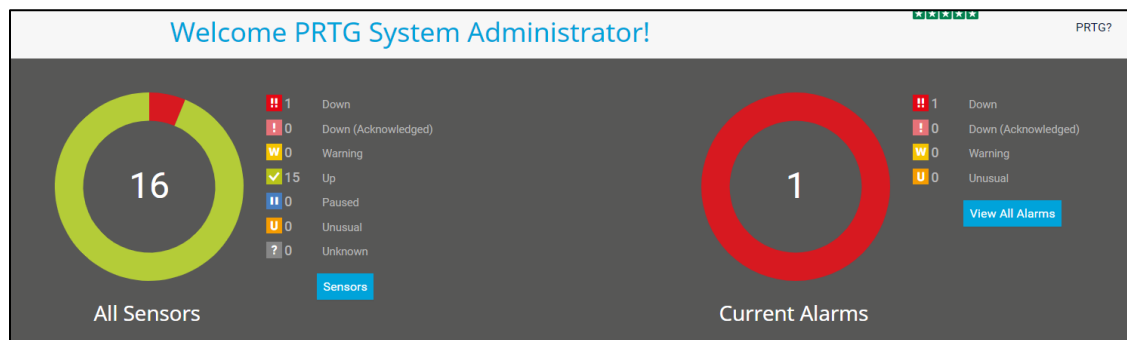 Welcome PRTG System Administrator!
PRTG?
16
!! 1 Down
! 0 Down (Acknowledged)
W 0 Warning
15 Up
0 Paused
U 0 Unusual
? 0 Unknown
Sensors
All Sensors
1
!! 1 Down
! 0 Down (Acknowledged)
W 0 Warning
U 0 Unusual
View All Alarms
Current Alarms